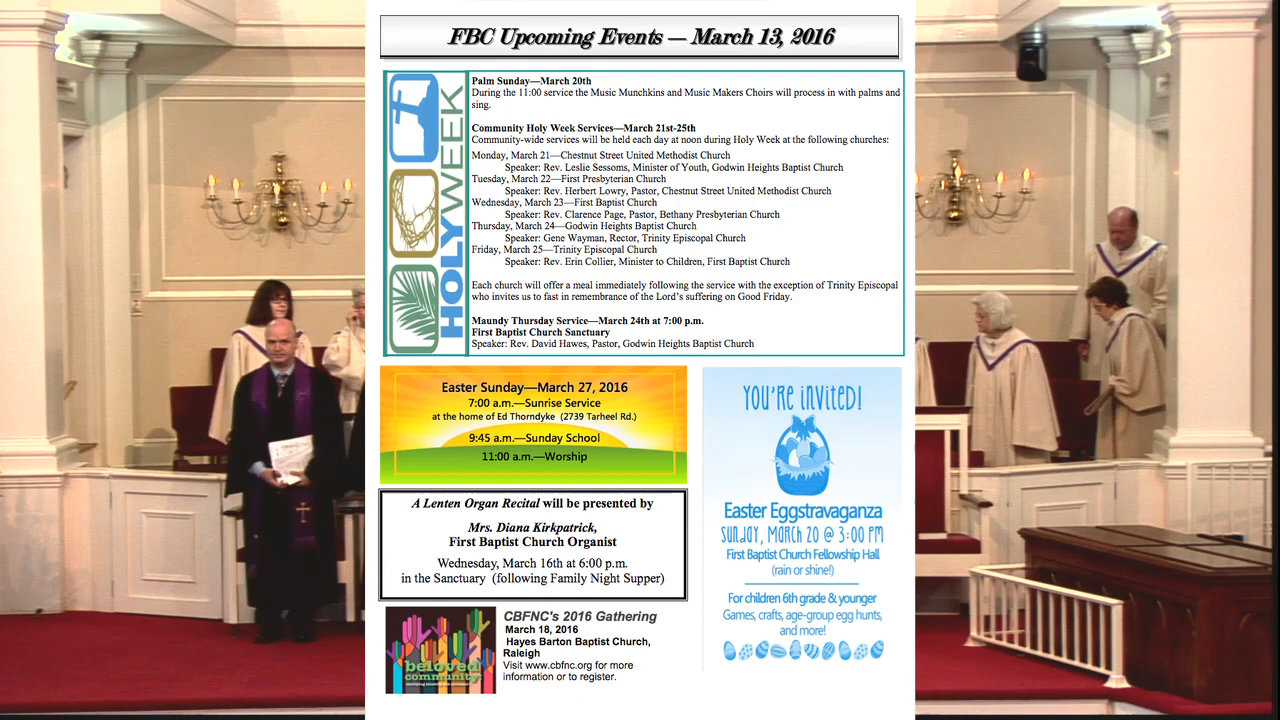 FBC Upcoming Events — March 13, 2016
HOLYWEEK
Palm Sunday—March 20th
During the 11:00 service the Music Munchkins and Music Makers Choirs will process in with palms and
sing.
Community Holy Week Services—March 21st-25th
Community-wide services will be held each day at noon during Holy Week at the following churches:
Monday, March 21—Chestnut Street United Methodist Church
Speaker: Rev. Leslie Sessoms, Minister of Youth, Godwin Heights Baptist Church
Tuesday, March 22—First Presbyterian Church
Speaker: Rev. Herbert Lowry, Pastor, Chestnut Street United Methodist Church
Wednesday, March 23—First Baptist Church
Speaker: Rev. Clarence Page, Pastor, Bethany Presbyterian Church
Thursday, March 24—Godwin Heights Baptist Church
Speaker: Gene Wayman, Rector, Trinity Episcopal Church
Friday, March 25—Trinity Episcopal Church
Speaker: Rev. Erin Collier, Minister to Children, First Baptist Church
Each church will offer a meal immediately following the service with the exception of Trinity Episcopal
who invites us to fast in remembrance of the Lord's suffering on Good Friday.
Maundy Thursday Service—March 24th at 7:00 p.m.
First Baptist Church Sanctuary
Speaker: Rev. David Hawes, Pastor, Godwin Heights Baptist Church
Easter Sunday—March 27, 2016
7:00 a.m.—Sunrise Service
at the home of Ed Thorndyke (2739 Tarheel Rd.)
9:45 a.m.—Sunday School
11:00 a.m.—Worship
A Lenten Organ Recital will be presented by
Mrs. Diana Kirkpatrick,
First Baptist Church Organist
Wednesday, March 16th at 6:00 p.m.
in the Sanctuary (following Family Night Supper)
beloved
community:
CBFNC's 2016 Gathering
March 18, 2016
Hayes Barton Baptist Church,
Raleigh
Visit www.cbfnc.org for more
information or to register.
YOU'RE iNViTED!
Easter Eggstravaganza
SUNDAY, MARCH 20 @ 3:00 PM
First Baptist Church Fellowship Hall
(rain or shine!)
For children 6th grade & younger
Games, crafts, age-group egg hunts,
and more!